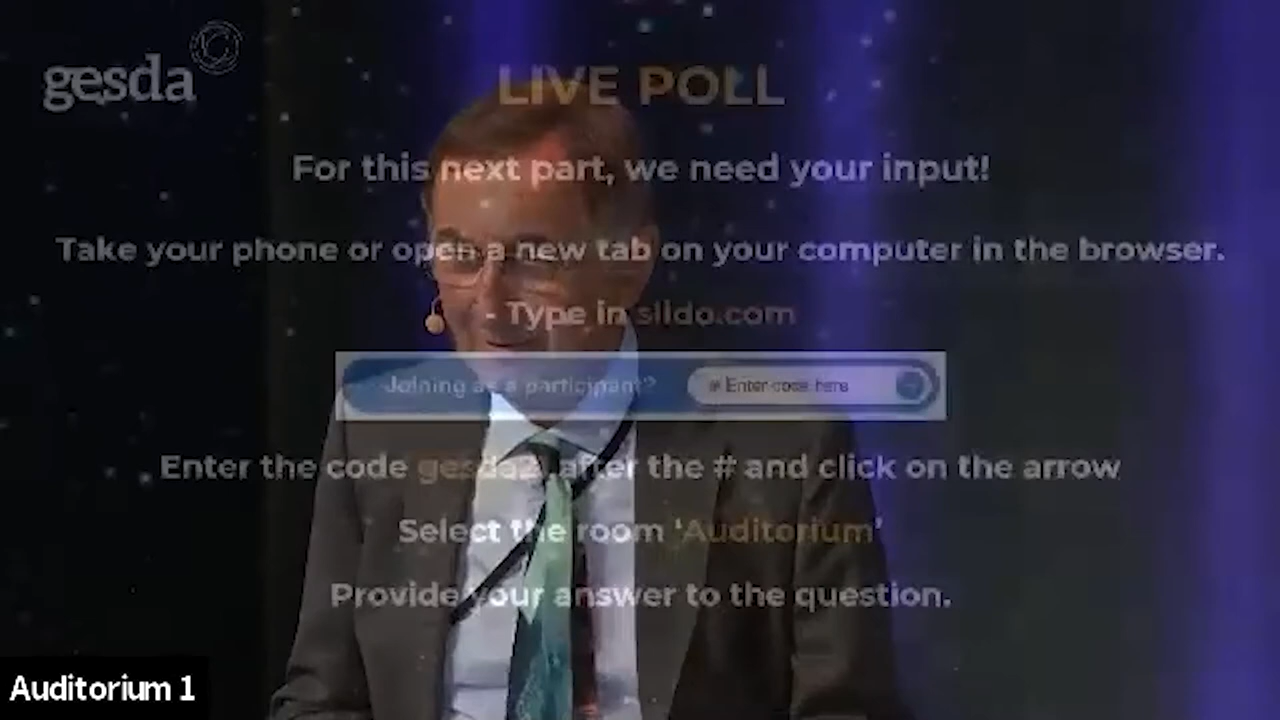 gesda
LIVE POLL
For this next part, we need your input!
Take your phone or open a new tab on your computer in the browser.
- Type in slido.com
Joining as a participant?
# Enter code here
Enter the code after the # and click on the arrow
Select the room ‘Auditorium’
Provide your answer to the question.
Auditorium 1